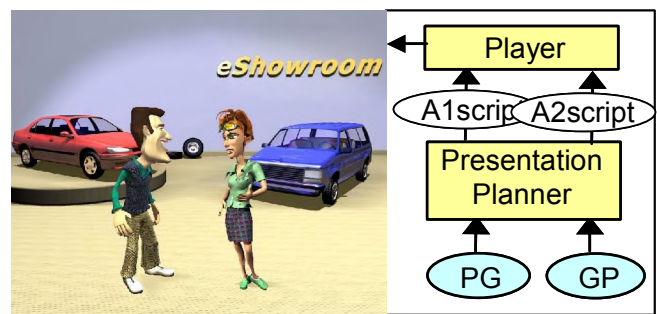 eShowroom
Player
A1script
A2script
Presentation
Planner
PG
GP